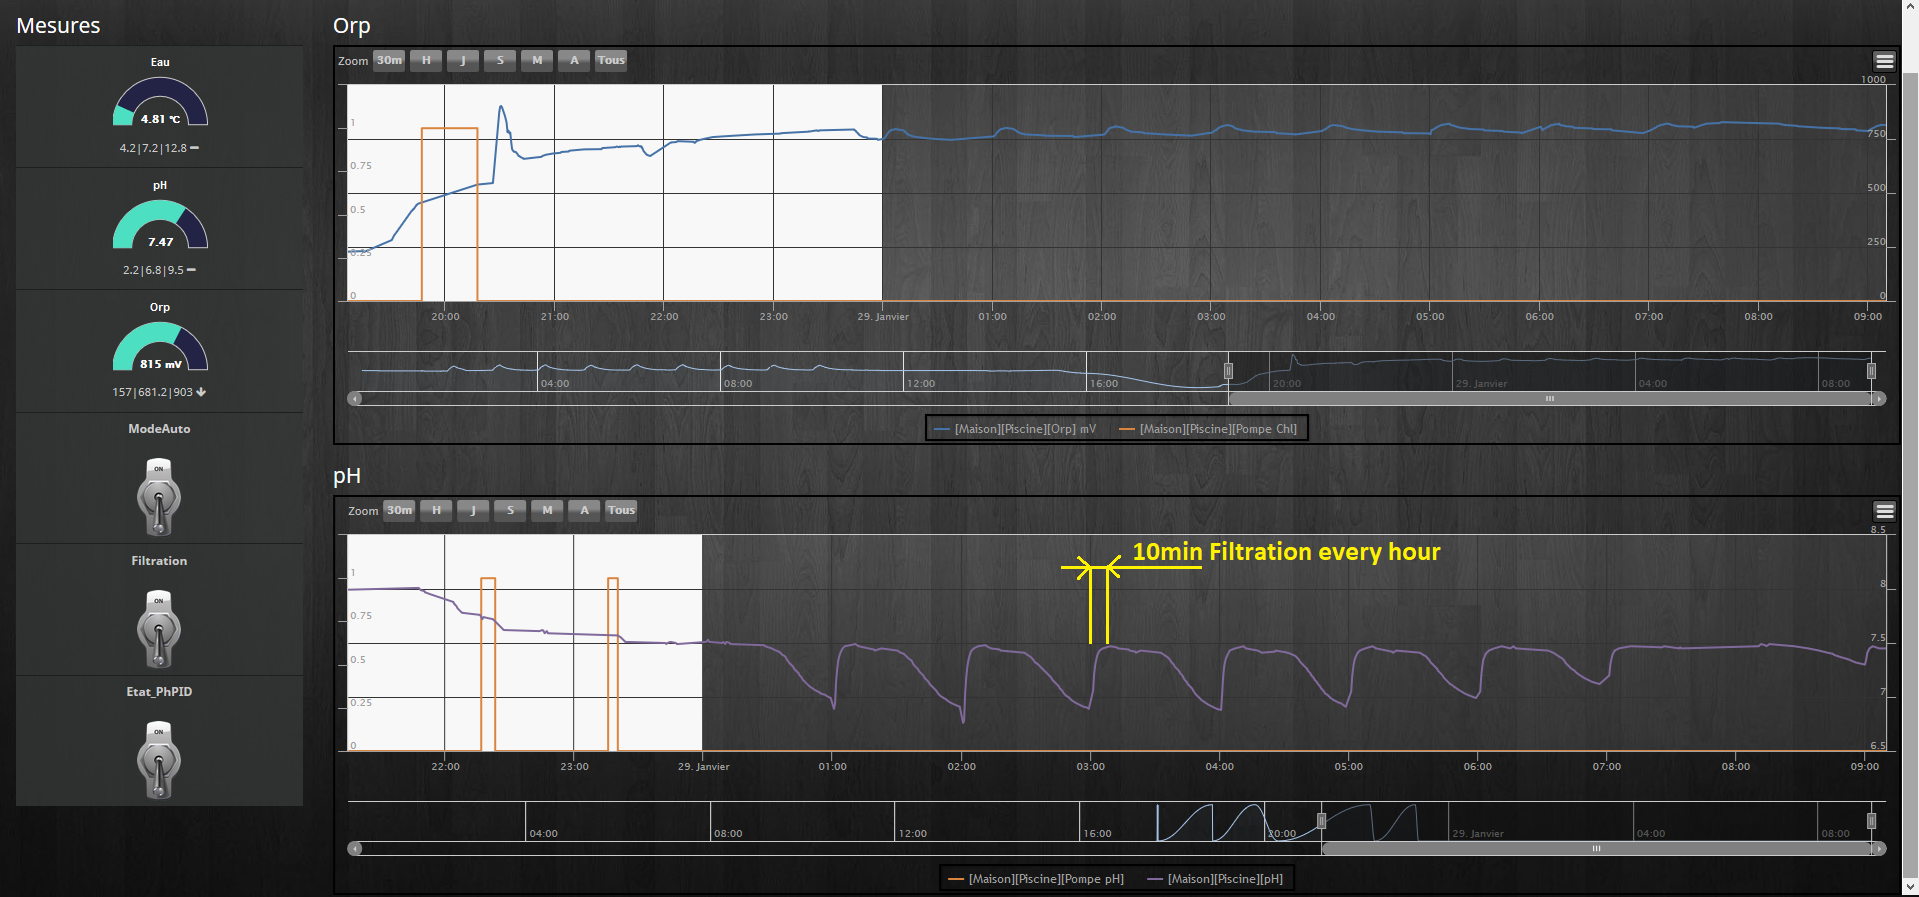 Mesures
Eau
4.81 °C
4.2|7.2|12.8
pH
7.47
2.2|6.8|9.5
Orp
815 mV
157|681.2|903
ModeAuto
ON
Filtration
ON
Etat_PhPID
ON
Orp
Zoom 30m H J S M A Tous
1000
750
500
250
0
1
0.75
0.5
0.25
0
20:00 21:00 22:00 23:00 29. Janvier 01:00 02:00 03:00 04:00 05:00 06:00 07:00 08:00 09:00
04:00 08:00 12:00 16:00 20:00 29. Janvier 04:00 08:00
[Maison][Piscine][Orp] mV [Maison][Piscine][Pompe Chl]
pH
Zoom 30m H J S M A Tous
10min Filtration every hour
8.5
8
7.5
7
6.5
1
0.75
0.5
0.25
0
22:00 23:00 29. Janvier 01:00 02:00 03:00 04:00 05:00 06:00 07:00 08:00 09:00
04:00 08:00 12:00 16:00 20:00 29. Janvier 04:00 08:00
[Maison][Piscine][Pompe pH] [Maison][Piscine][pH]